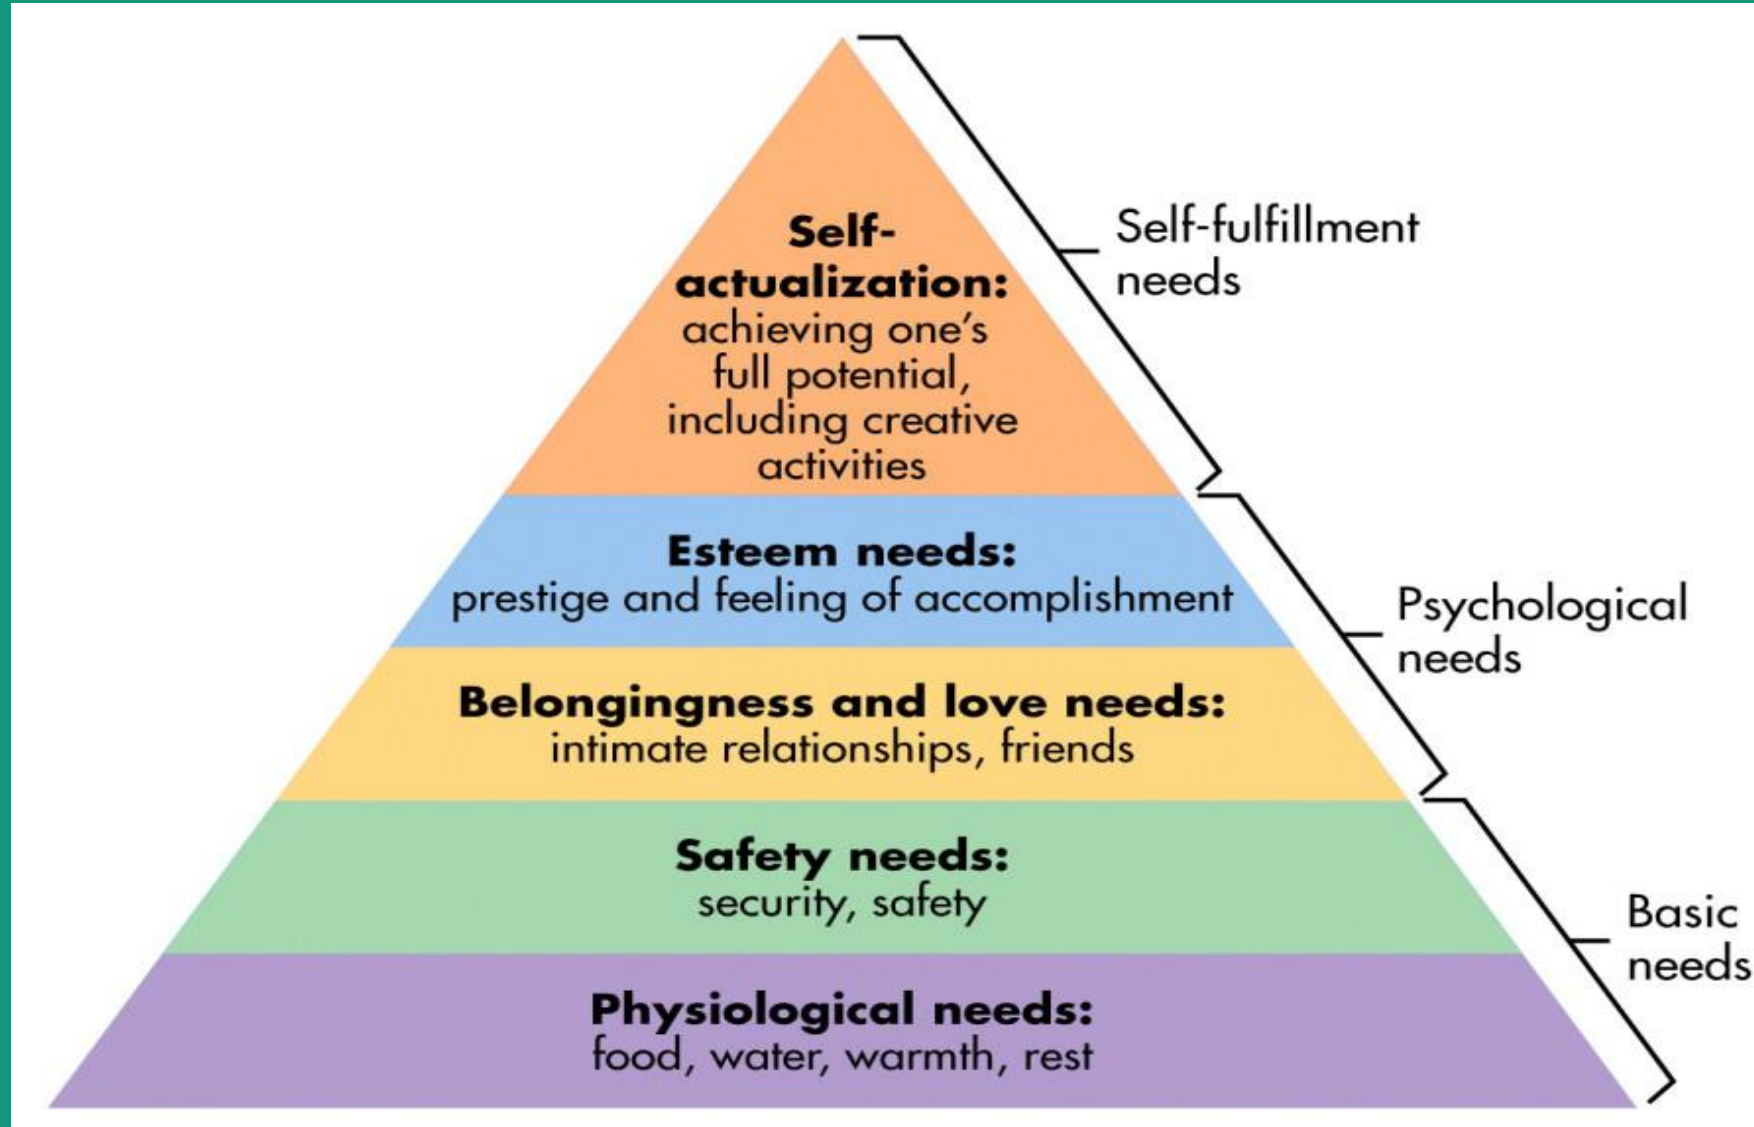 Self-
actualization:
achieving one's
full potential,
including creative
activities
Self-fulfillment
needs
Esteem needs:
prestige and feeling of accomplishment
Belongingness and love needs:
intimate relationships, friends
Psychological
needs
Safety needs:
security, safety
Physiological needs:
food, water, warmth, rest
Basic
needs